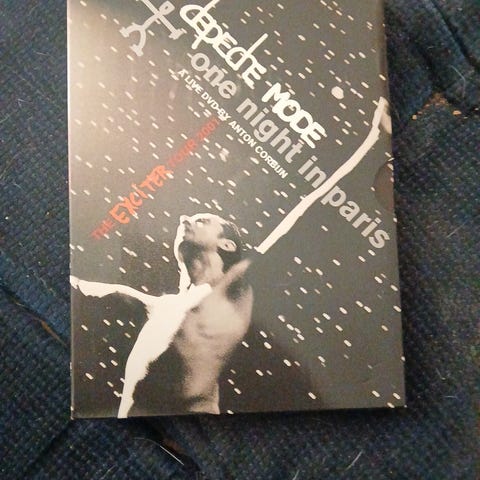 depeche MODE
one night in paris
A LIVE DVD BY ANTON CORBIJN
THE EXCITER TOUR 2001